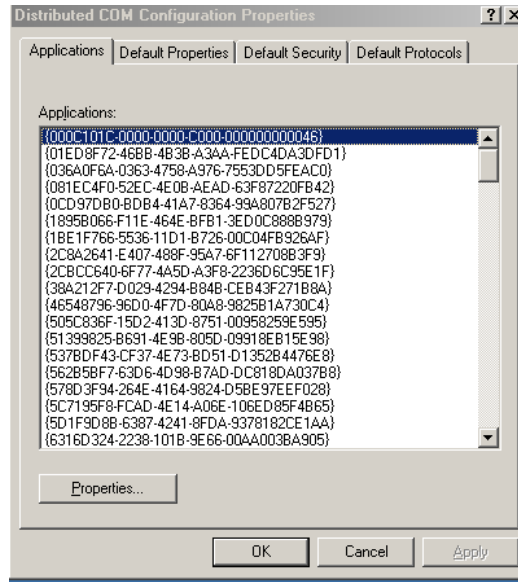 Distributed COM Configuration Properties
Applications Default Properties Default Security Default Protocols
Applications:
{000C101C-0000-0000-C000-000000000046}
{01ED8F72-46BB-4B3B-A3AA-FEDC4DA3DFD1}
{036A0F6A-0363-4758-A976-7553DD5FEAC0}
{081EC4F0-52EC-4E0B-AEAD-63F87220FB42}
{0CD97DB0-BDB4-41A7-8364-99A807B2F527}
{1895B066-F11E-464E-BFB1-3ED0C888B979}
{1BE1F766-5536-11D1-B726-00C04FB926AF}
{2C8A2641-E407-488F-95A7-6F112708B3F9}
{2CBCC640-6F77-4A5D-A3F8-2236D6C95E1F}
{38A212F7-D029-4294-B84B-CEB43F271B8A}
{46548796-96D0-4F7D-80A8-9825B1A730C4}
{505C836F-15D2-413D-8751-00958259E595}
{51399825-B691-4E9B-805D-09918EB15E98}
{537BDF43-CF37-4E73-BD51-D1352B4476E8}
{562B5BF7-63D6-4D98-B7AD-DC818DA037B8}
{578D3F94-264E-4164-9824-D5BE97EEF028}
{5C7195F8-FCAD-4E14-A06E-106ED85F4B65}
{5D1F9D8B-6387-4241-8FDA-9378182CE1AA}
{6316D324-2238-101B-9E66-00AA003BA905}
Properties...
OK Cancel Apply